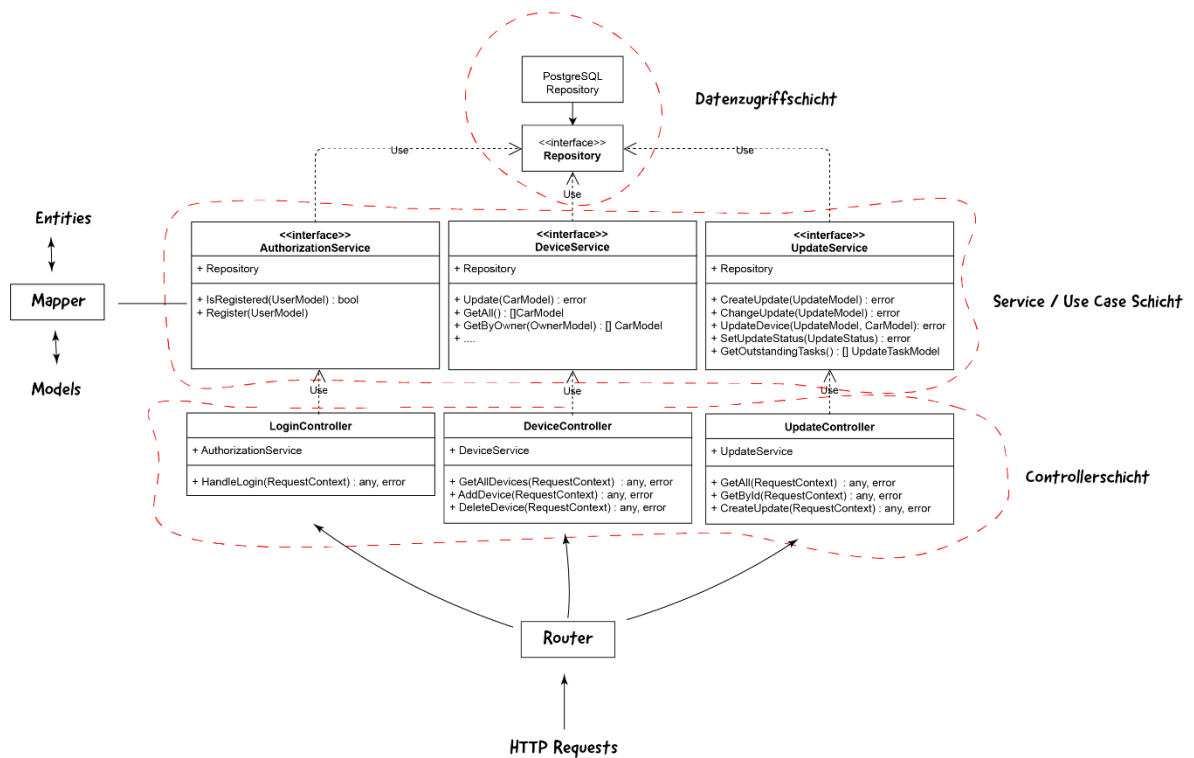 PostgreSQL
Repository
Datenzugriffschicht
<<interface>>
Repository
Use
Use
Use
Entities
Mapper
Models
<<interface>>
AuthorizationService
+ Repository
+ IsRegistered(UserModel) : bool
+ Register(UserModel)
<<interface>>
DeviceService
+ Repository
+ Update(CarModel) : error
+ GetAll() : []CarModel
+ GetByOwner(OwnerModel) : [] CarModel
+ ....
<<interface>>
UpdateService
+ Repository
+ CreateUpdate(UpdateModel) : error
+ ChangeUpdate(UpdateModel) : error
+ UpdateDevice(UpdateModel, CarModel): error
+ SetUpdateStatus(UpdateStatus) : error
+ GetOutstandingTasks() : [] UpdateTaskModel
Service / Use Case Schicht
Use
Use
Use
LoginController
+ AuthorizationService
+ HandleLogin(RequestContext) : any, error
DeviceController
+ DeviceService
+ GetAllDevices(RequestContext) : any, error
+ AddDevice(RequestContext) : any, error
+ DeleteDevice(RequestContext) : any, error
UpdateController
+ UpdateService
+ GetAll(RequestContext) : any, error
+ GetById(RequestContext) : any, error
+ CreateUpdate(RequestContext) : any, error
Controllerschicht
Router
HTTP Requests